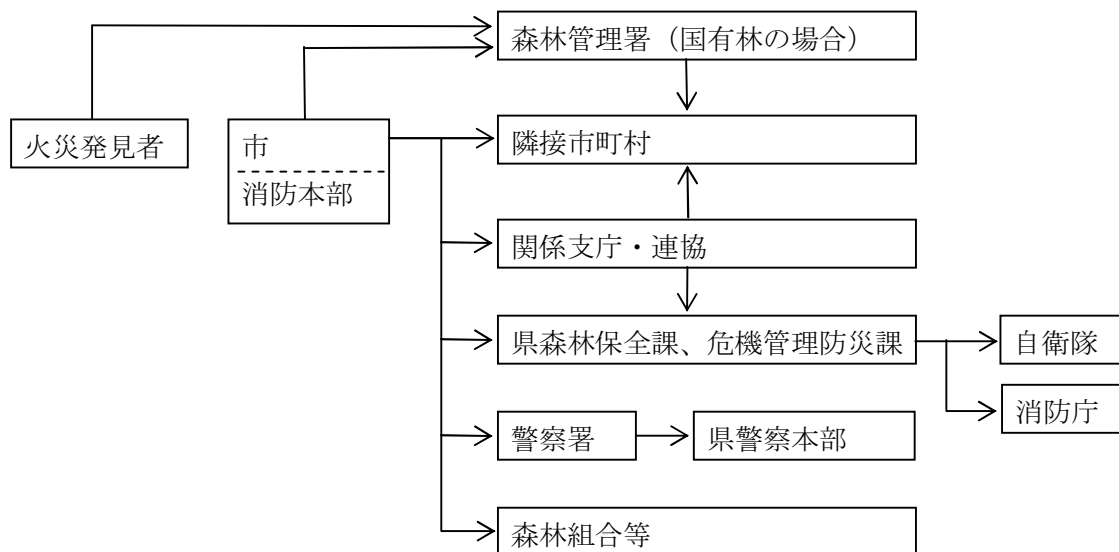 森林管理署（国有林の場合）
火災発見者
市
消防本部
隣接市町村
関係支庁・連協
県森林保全課、危機管理防災課
自衛隊
消防庁
警察署
県警察本部
森林組合等